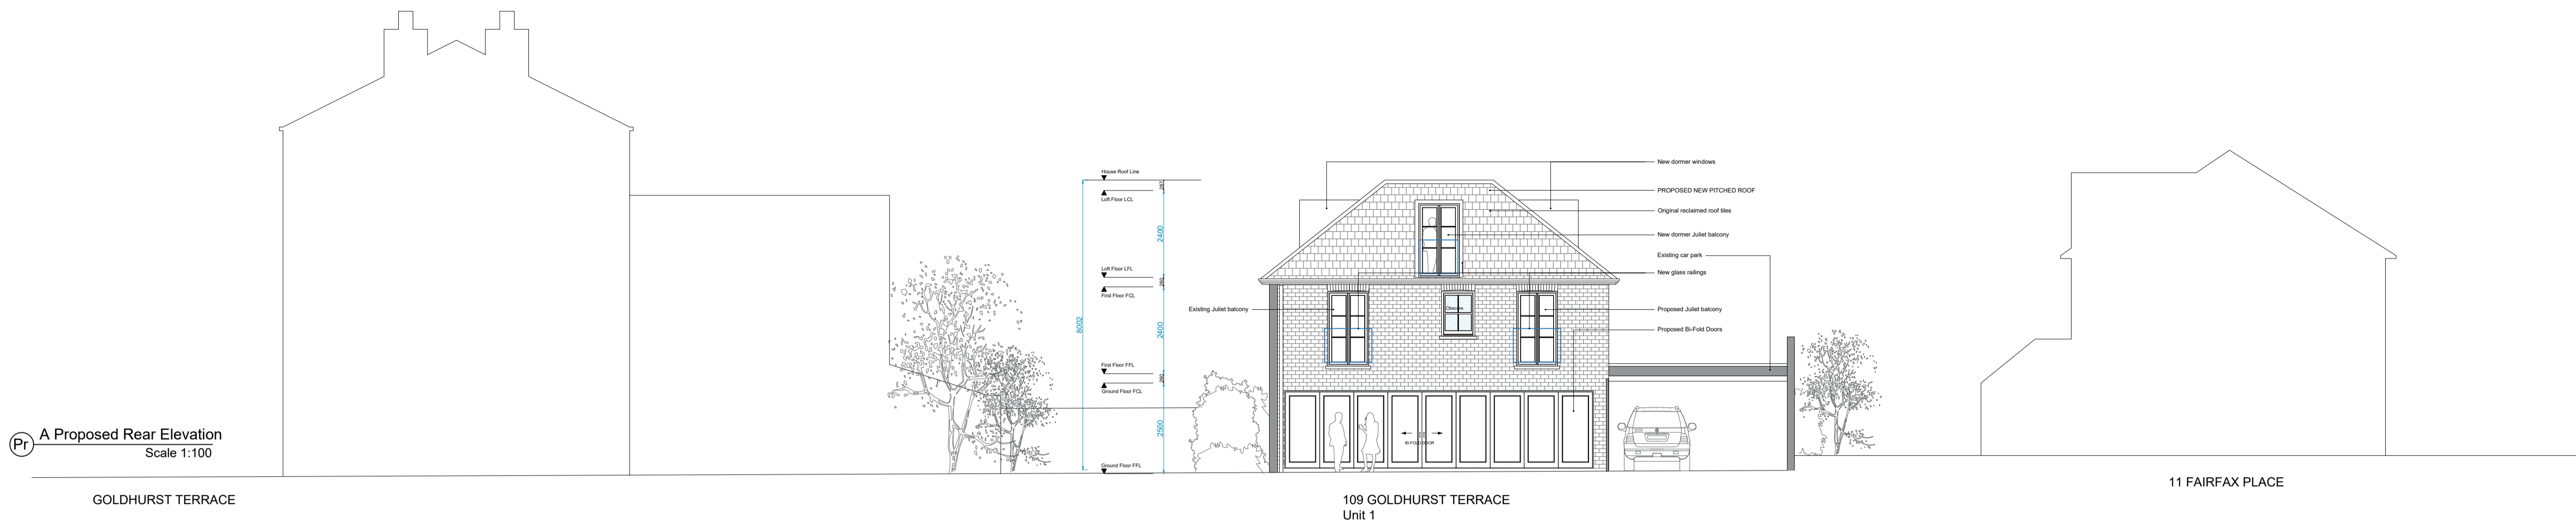 Pr
A Proposed Rear Elevation
Scale 1:100
GOLDHURST TERRACE
House Roof Line
Loft Floor LCL
Loft Floor LFL
First Floor FCL
First Floor FFL
Ground Floor FCL
Ground Floor FFL
8002
287
2400
280
2400
260
2500
Existing Juliet balcony
Obscure
BI-FOLD DOOR
New dormer windows
PROPOSED NEW PITCHED ROOF
Original reclaimed roof tiles
New dormer Juliet balcony
Existing car park
New glass railings
Proposed Juliet balcony
Proposed Bi-Fold Doors
109 GOLDHURST TERRACE
Unit 1
11 FAIRFAX PLACE